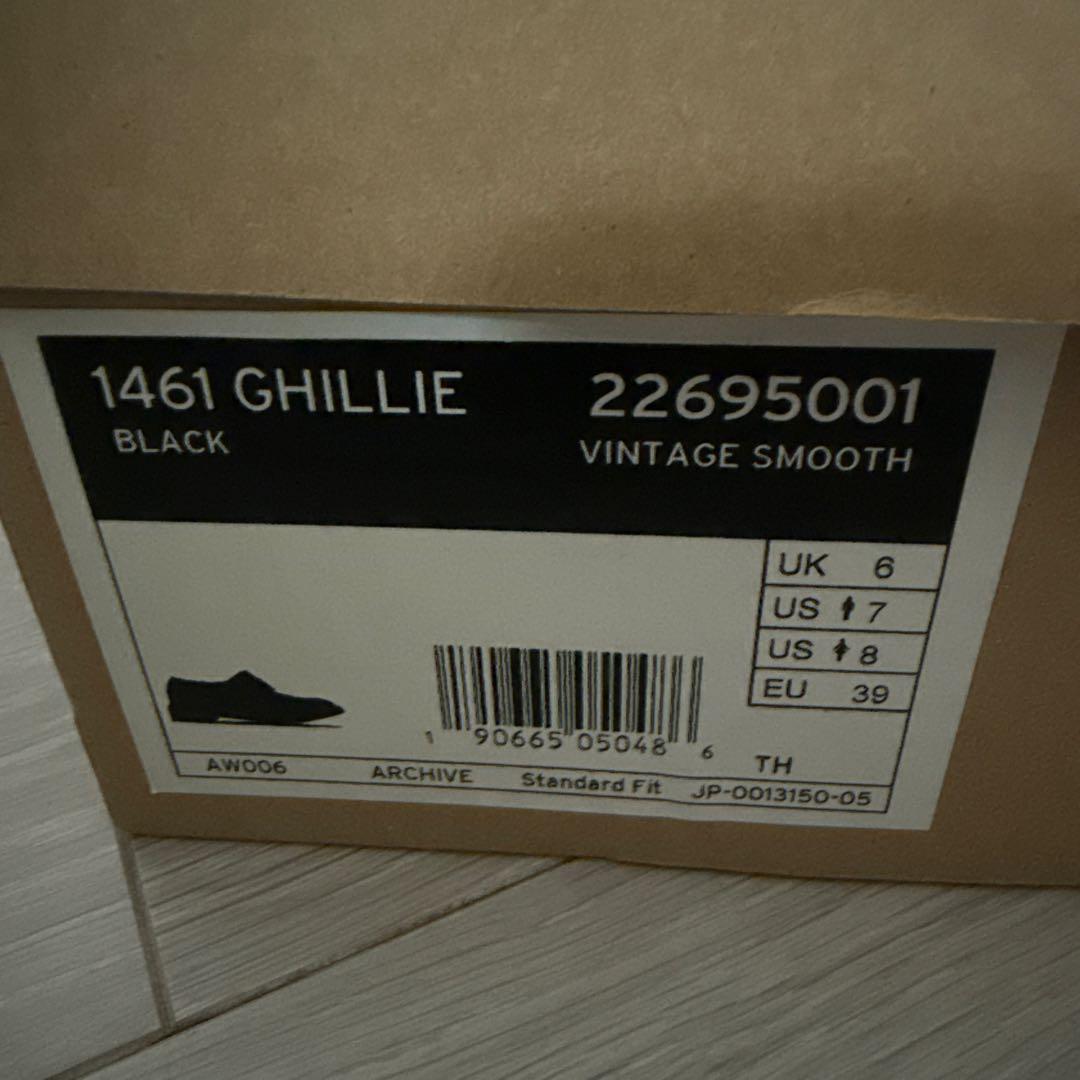 1461 GHILLIE 22695001
BLACK VINTAGE SMOOTH
UK 6
US 7
US 8
EU 39
1 90665 05048 6 TH
AW006 ARCHIVE Standard Fit JP-0013150-05